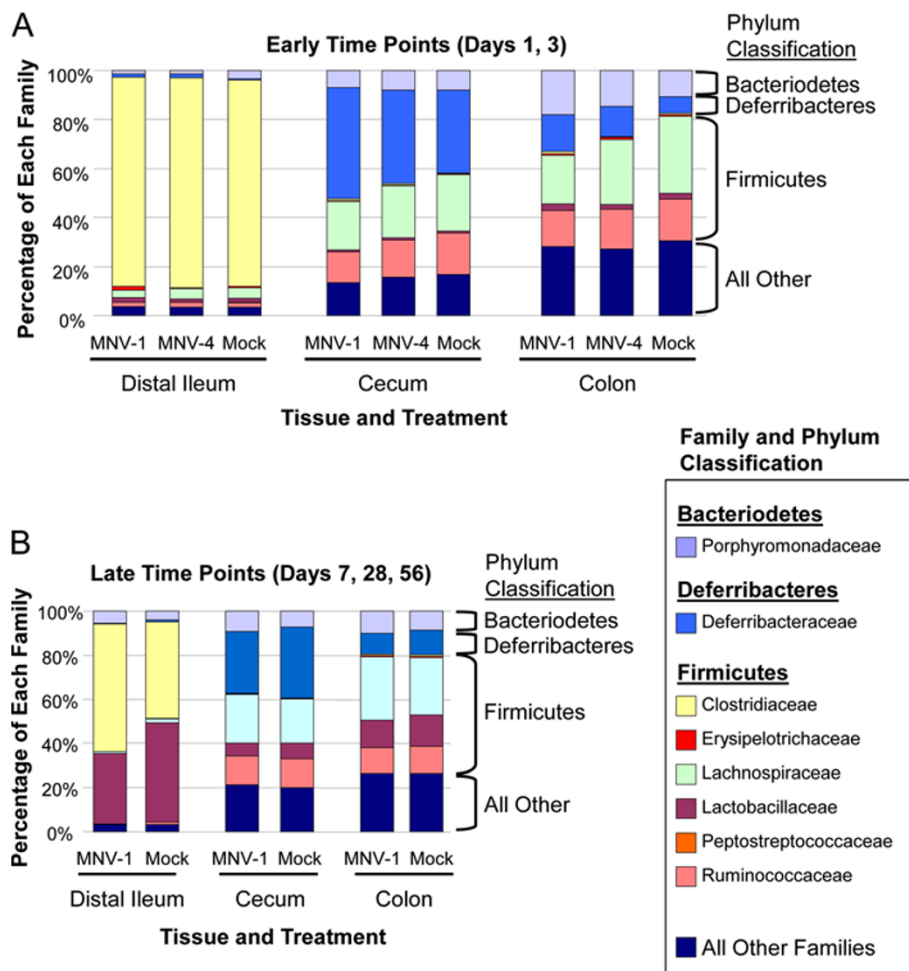 A
Early Time Points (Days 1, 3)
Phylum
Classification
Percentage of Each Family
100%
80%
60%
40%
20%
0%
Bacteriodetes
Deferribacteres
Firmicutes
All Other
MNV-1 MNV-4 Mock MNV-1 MNV-4 Mock MNV-1 MNV-4 Mock
Distal Ileum Cecum Colon
Tissue and Treatment
B
Late Time Points (Days 7, 28, 56)
Phylum
Classification
Percentage of Each Family
100%
80%
60%
40%
20%
0%
Bacteriodetes
Deferribacteres
Firmicutes
All Other
MNV-1 Mock MNV-1 Mock MNV-1 Mock
Distal Ileum Cecum Colon
Tissue and Treatment
Family and Phylum
Classification
Bacteriodetes
Porphyromonadaceae
Deferribacteres
Deferribacteraceae
Firmicutes
Clostridiaceae
Erysipelotrichaceae
Lachnospiraceae
Lactobacillaceae
Peptostreptococcaceae
Ruminococcaceae
All Other Families